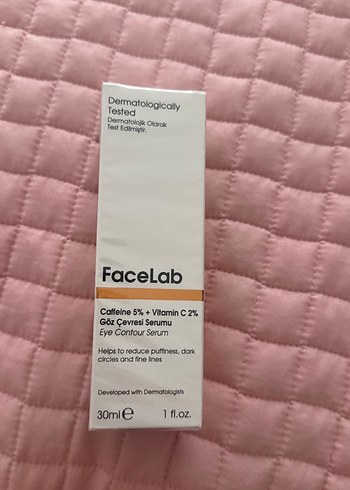 Dermatologically
Tested
Dermatolojik Olarak
Test Edilmiştir.
FaceLab
Caffeine 5% + Vitamin C 2%
Göz Çevresi Serumu
Eye Contour Serum
Helps to reduce puffiness, dark
circles and fine lines
Developed with Dermatologists
30ml ℮ 1 fl.oz.